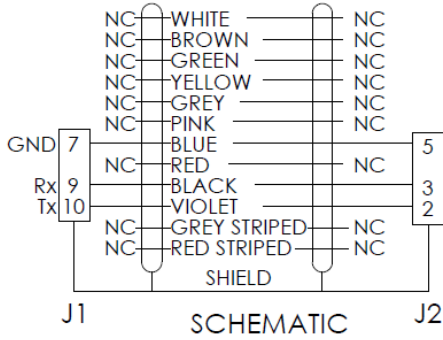 NC WHITE NC
NC BROWN NC
NC GREEN NC
NC YELLOW NC
NC GREY NC
NC PINK NC
GND 7 BLUE 5
NC RED NC
Rx 9 BLACK 3
Tx 10 VIOLET 2
NC GREY STRIPED NC
NC RED STRIPED NC
SHIELD
J1 SCHEMATIC J2